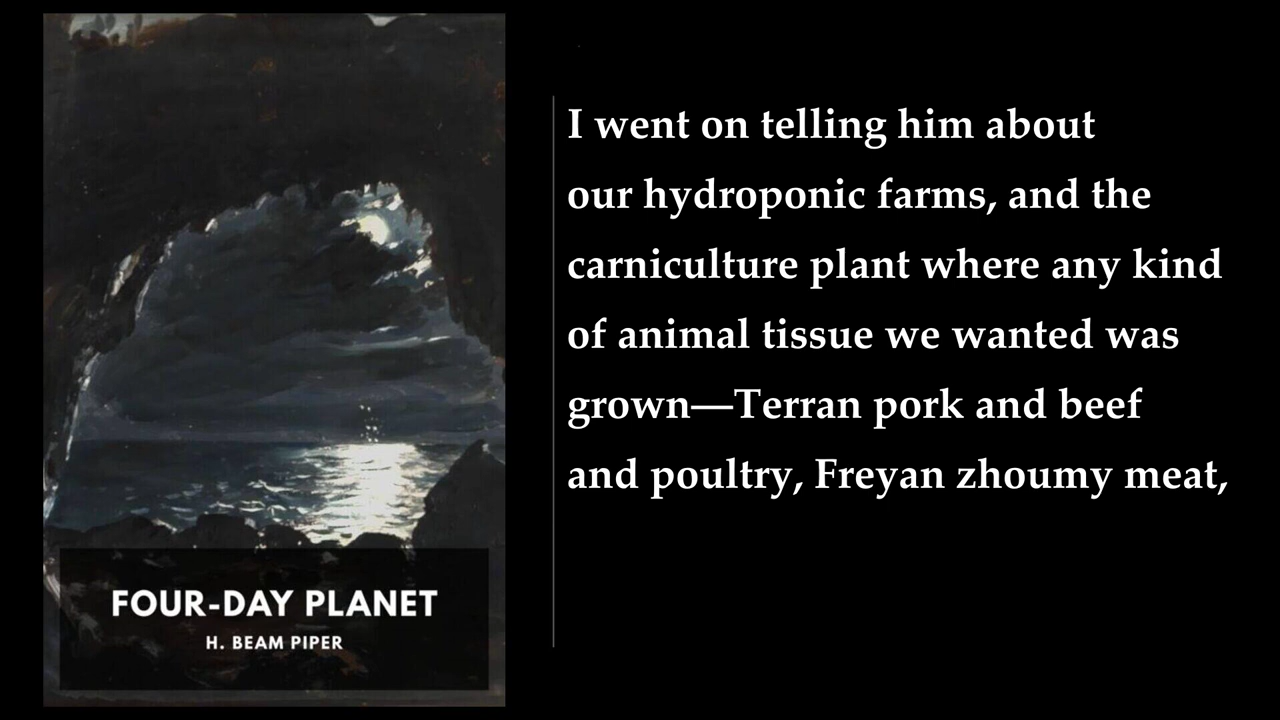 FOUR-DAY PLANET
H. BEAM PIPER
I went on telling him about
our hydroponic farms, and the
carniculture plant where any kind
of animal tissue we wanted was
grown—Terran pork and beef
and poultry, Freyan zhoumy meat,